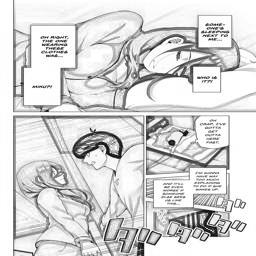 SOME-
ONE'S
SLEEPING
NEXT TO
ME...
OH RIGHT,
THE ONE
WEARING
THESE
CLOTHES
WAS...
WHO IS
IT?!
MIKU?!
OH CRAP,
I'VE
GOTTA
GET
OUTTA
HERE
FAST.
I'M GONNA
HAVE WAY
TOO MUCH
EXPLAINING
TO DO IF
SHE WAKES UP.
AND IT'LL
BE EVEN
WORSE IF
SOMEONE
ELSE SEES
US LIKE
THIS...